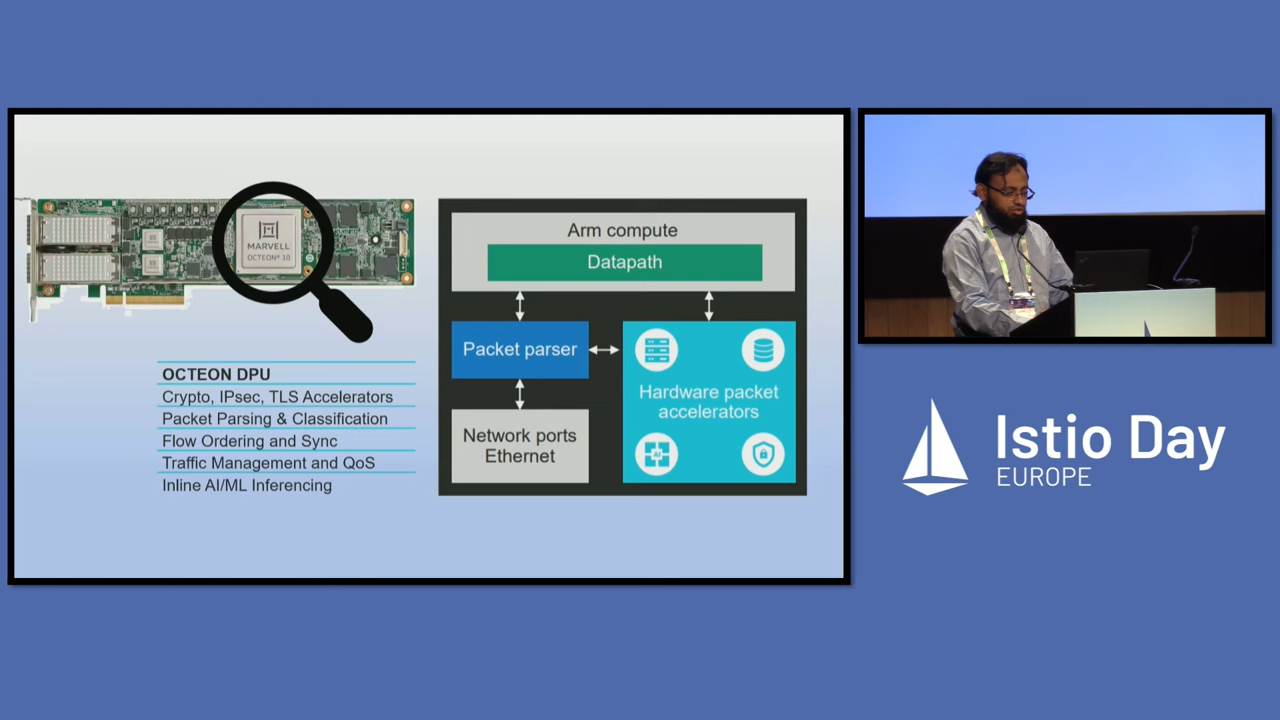 MARVELL
OCTEON® 10
OCTEON DPU
Crypto, IPsec, TLS Accelerators
Packet Parsing & Classification
Flow Ordering and Sync
Traffic Management and QoS
Inline AI/ML Inferencing
Arm compute
Datapath
Packet parser
Network ports
Ethernet
Hardware packet
accelerators
AI
Istio Day
EUROPE